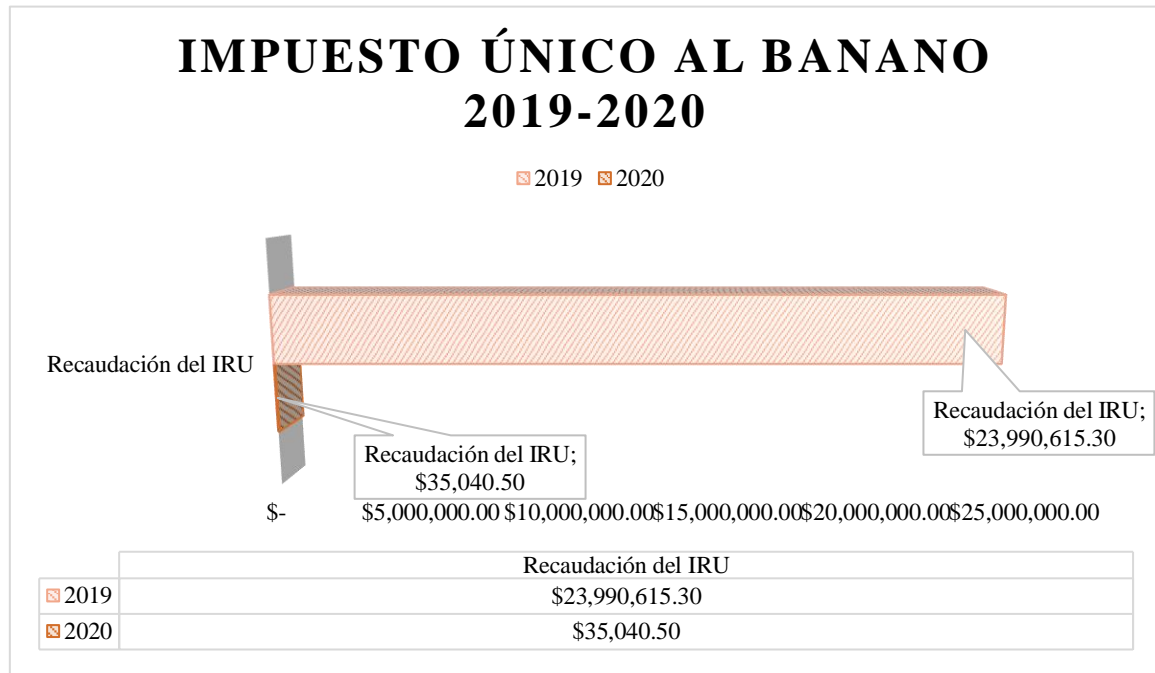 IMPUESTO ÚNICO AL BANANO
2019-2020
2019 2020
Recaudación del IRU
Recaudación del IRU;
$23,990,615.30
Recaudación del IRU;
$35,040.50
$- $5,000,000.00 $10,000,000.00 $15,000,000.00 $20,000,000.00 $25,000,000.00
Recaudación del IRU
2019 $23,990,615.30
2020 $35,040.50